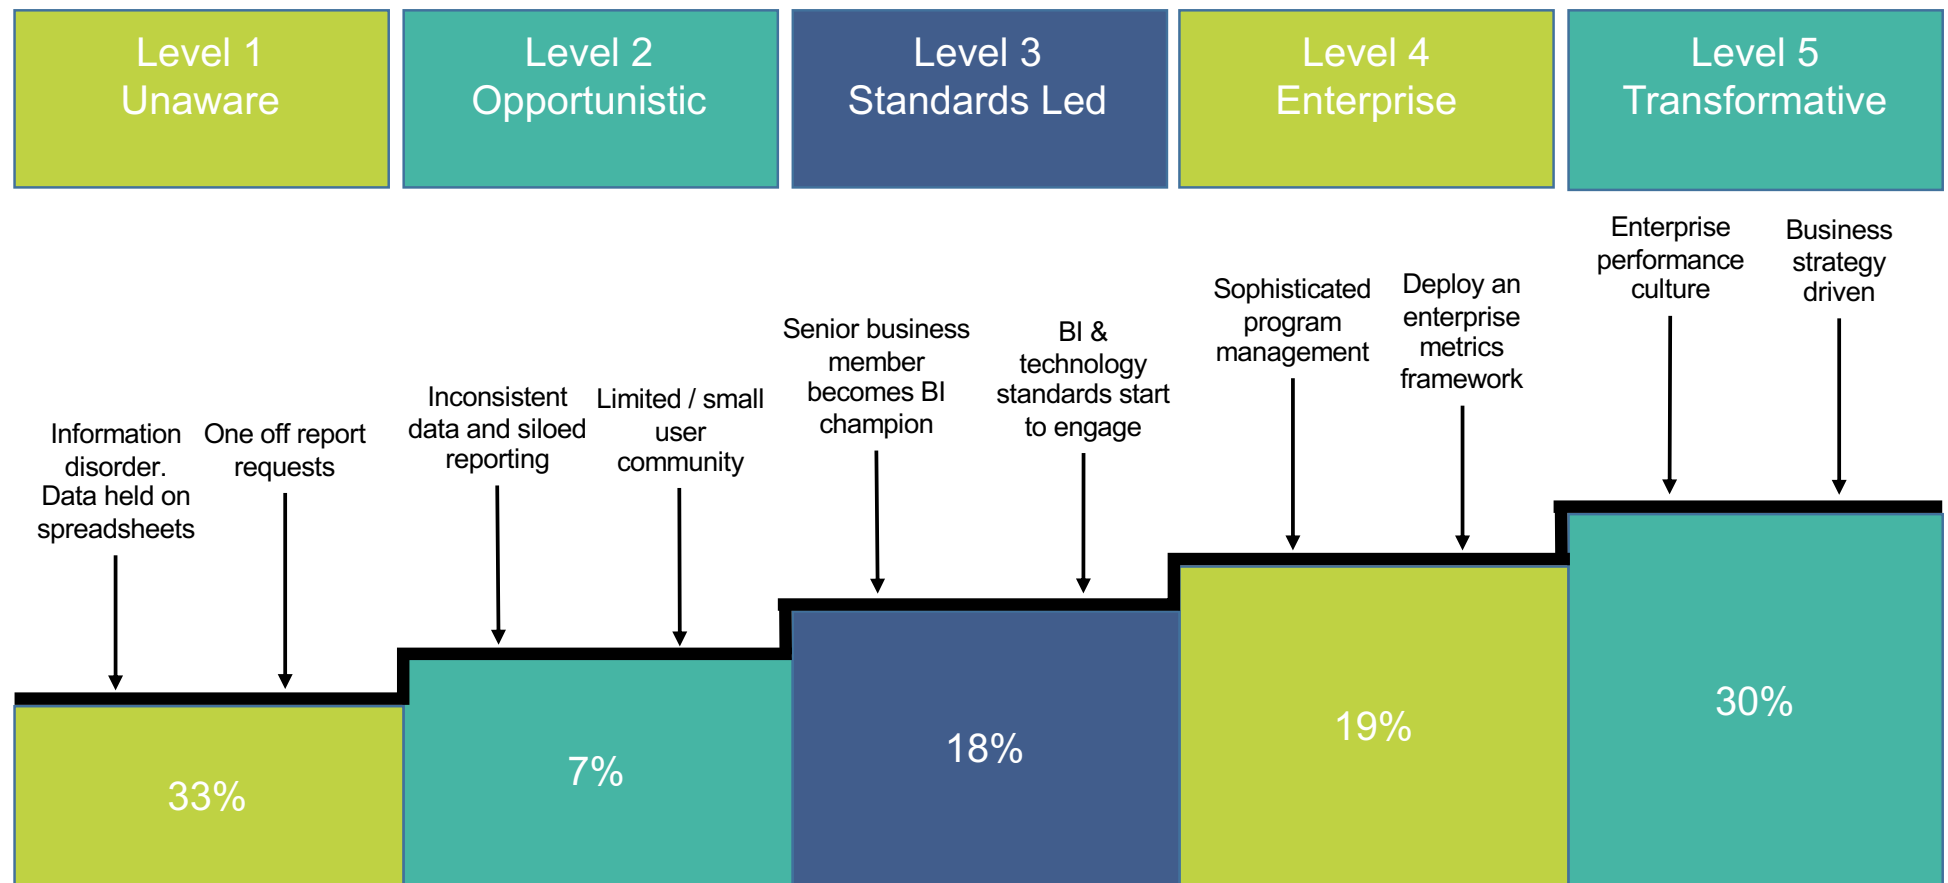 Level 1
Unaware
Level 2
Opportunistic
Level 3
Standards Led
Level 4
Enterprise
Level 5
Transformative
Information
disorder.
Data held on
spreadsheets
One off report
requests
Inconsistent
data and siloed
reporting
Limited / small
user
community
Senior business
member
becomes BI
champion
BI &
technology
standards start
to engage
Sophisticated
program
management
Deploy an
enterprise
metrics
framework
Enterprise
performance
culture
Business
strategy
driven
33%
7%
18%
19%
30%